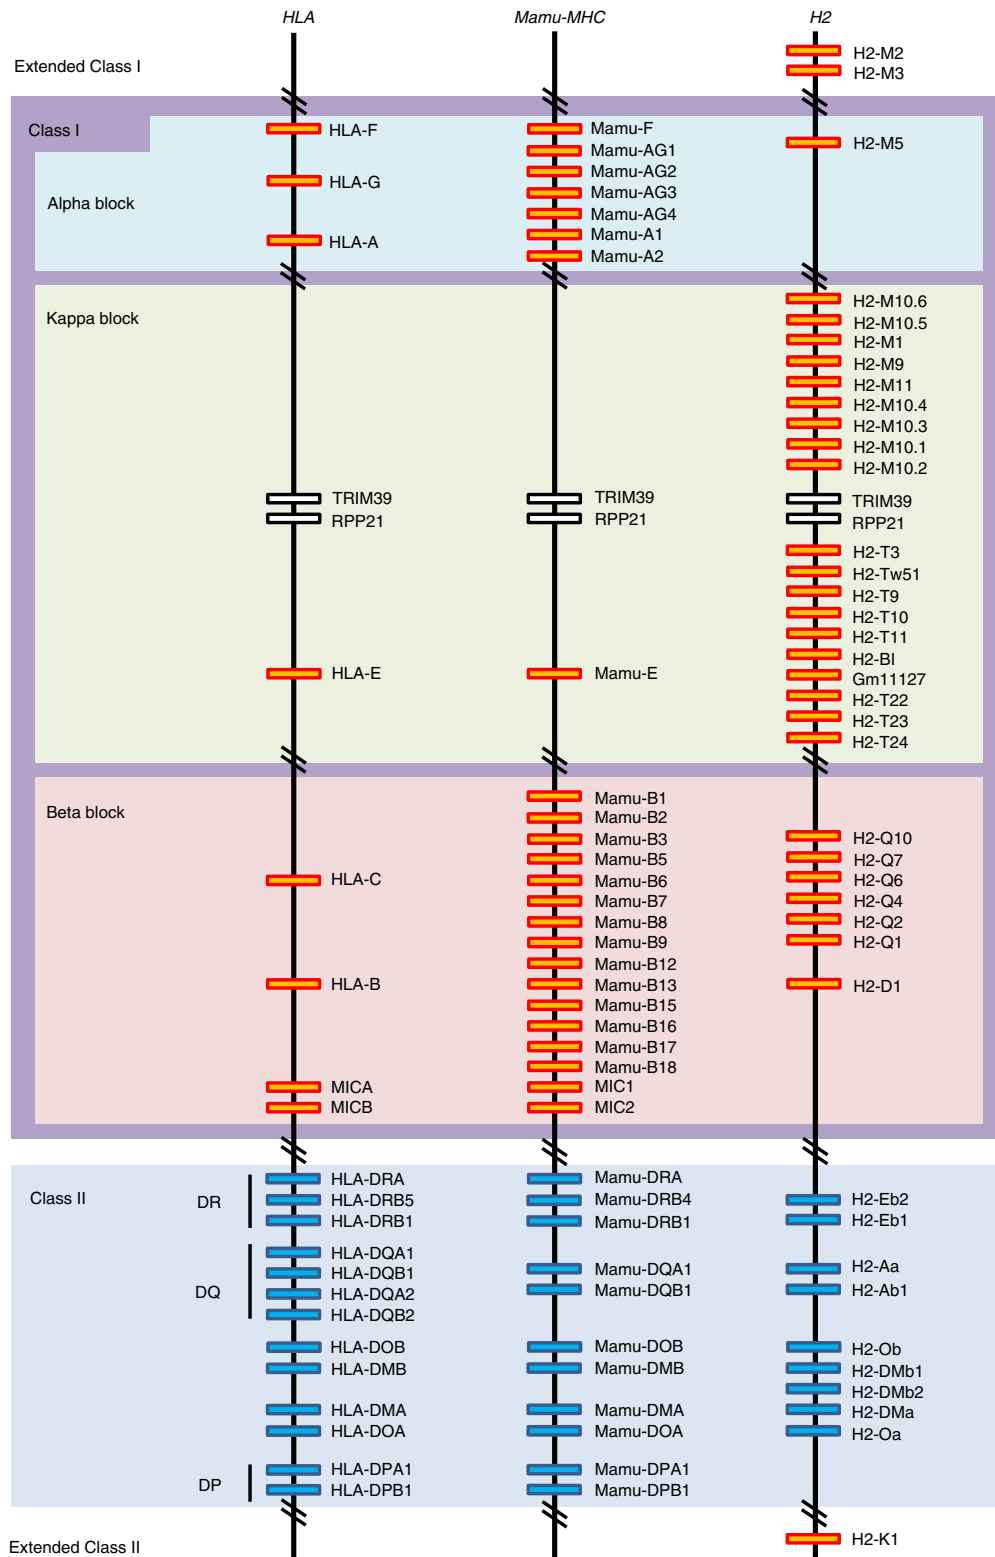 HLA
Mamu-MHC
H2
Extended Class I
H2-M2
H2-M3
Class I
Alpha block
HLA-F
HLA-G
HLA-A
Mamu-F
Mamu-AG1
Mamu-AG2
Mamu-AG3
Mamu-AG4
Mamu-A1
Mamu-A2
H2-M5
Kappa block
TRIM39
RPP21
HLA-E
TRIM39
RPP21
Mamu-E
H2-M10.6
H2-M10.5
H2-M1
H2-M9
H2-M11
H2-M10.4
H2-M10.3
H2-M10.1
H2-M10.2
TRIM39
RPP21
H2-T3
H2-Tw51
H2-T9
H2-T10
H2-T11
H2-BI
Gm11127
H2-T22
H2-T23
H2-T24
Beta block
HLA-C
HLA-B
MICA
MICB
Mamu-B1
Mamu-B2
Mamu-B3
Mamu-B5
Mamu-B6
Mamu-B7
Mamu-B8
Mamu-B9
Mamu-B12
Mamu-B13
Mamu-B15
Mamu-B16
Mamu-B17
Mamu-B18
MIC1
MIC2
H2-Q10
H2-Q7
H2-Q6
H2-Q4
H2-Q2
H2-Q1
H2-D1
Class II
DR
DQ
DP
HLA-DRA
HLA-DRB5
HLA-DRB1
HLA-DQA1
HLA-DQB1
HLA-DQA2
HLA-DQB2
HLA-DOB
HLA-DMB
HLA-DMA
HLA-DOA
HLA-DPA1
HLA-DPB1
Mamu-DRA
Mamu-DRB4
Mamu-DRB1
Mamu-DQA1
Mamu-DQB1
Mamu-DOB
Mamu-DMB
Mamu-DMA
Mamu-DOA
Mamu-DPA1
Mamu-DPB1
H2-Eb2
H2-Eb1
H2-Aa
H2-Ab1
H2-Ob
H2-DMb1
H2-DMb2
H2-DMa
H2-Oa
Extended Class II
H2-K1